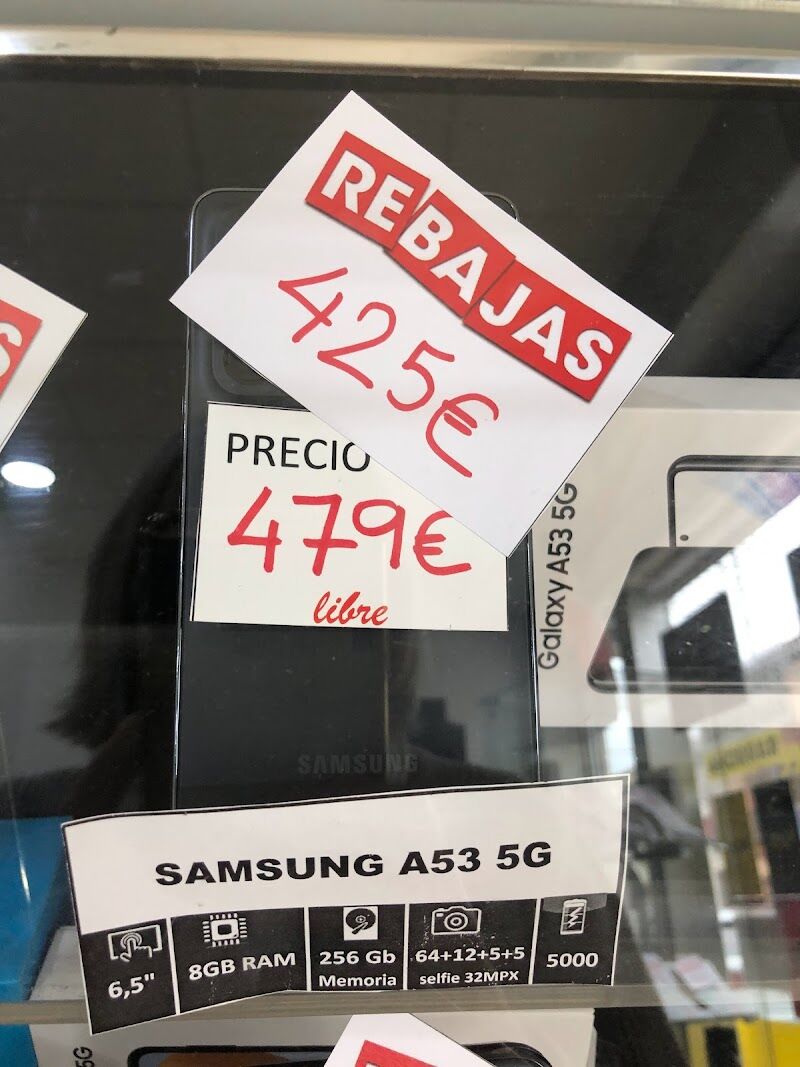 REBAJAS
425€
PRECIO
479€
libre
Galaxy A53 5G
SAMSUNG
SAMSUNG A53 5G
6,5"
8GB RAM
256 Gb
Memoria
64+12+5+5
selfie 32MPX
5000
S
5G